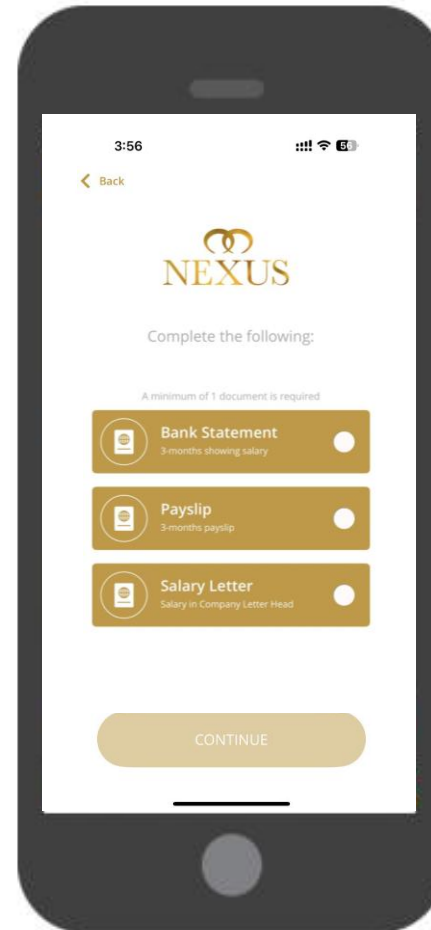 3:56
56
Back
NEXUS
Complete the following:
A minimum of 1 document is required
Bank Statement
3-months showing salary
Payslip
3-months payslip
Salary Letter
Salary in Company Letter Head
CONTINUE